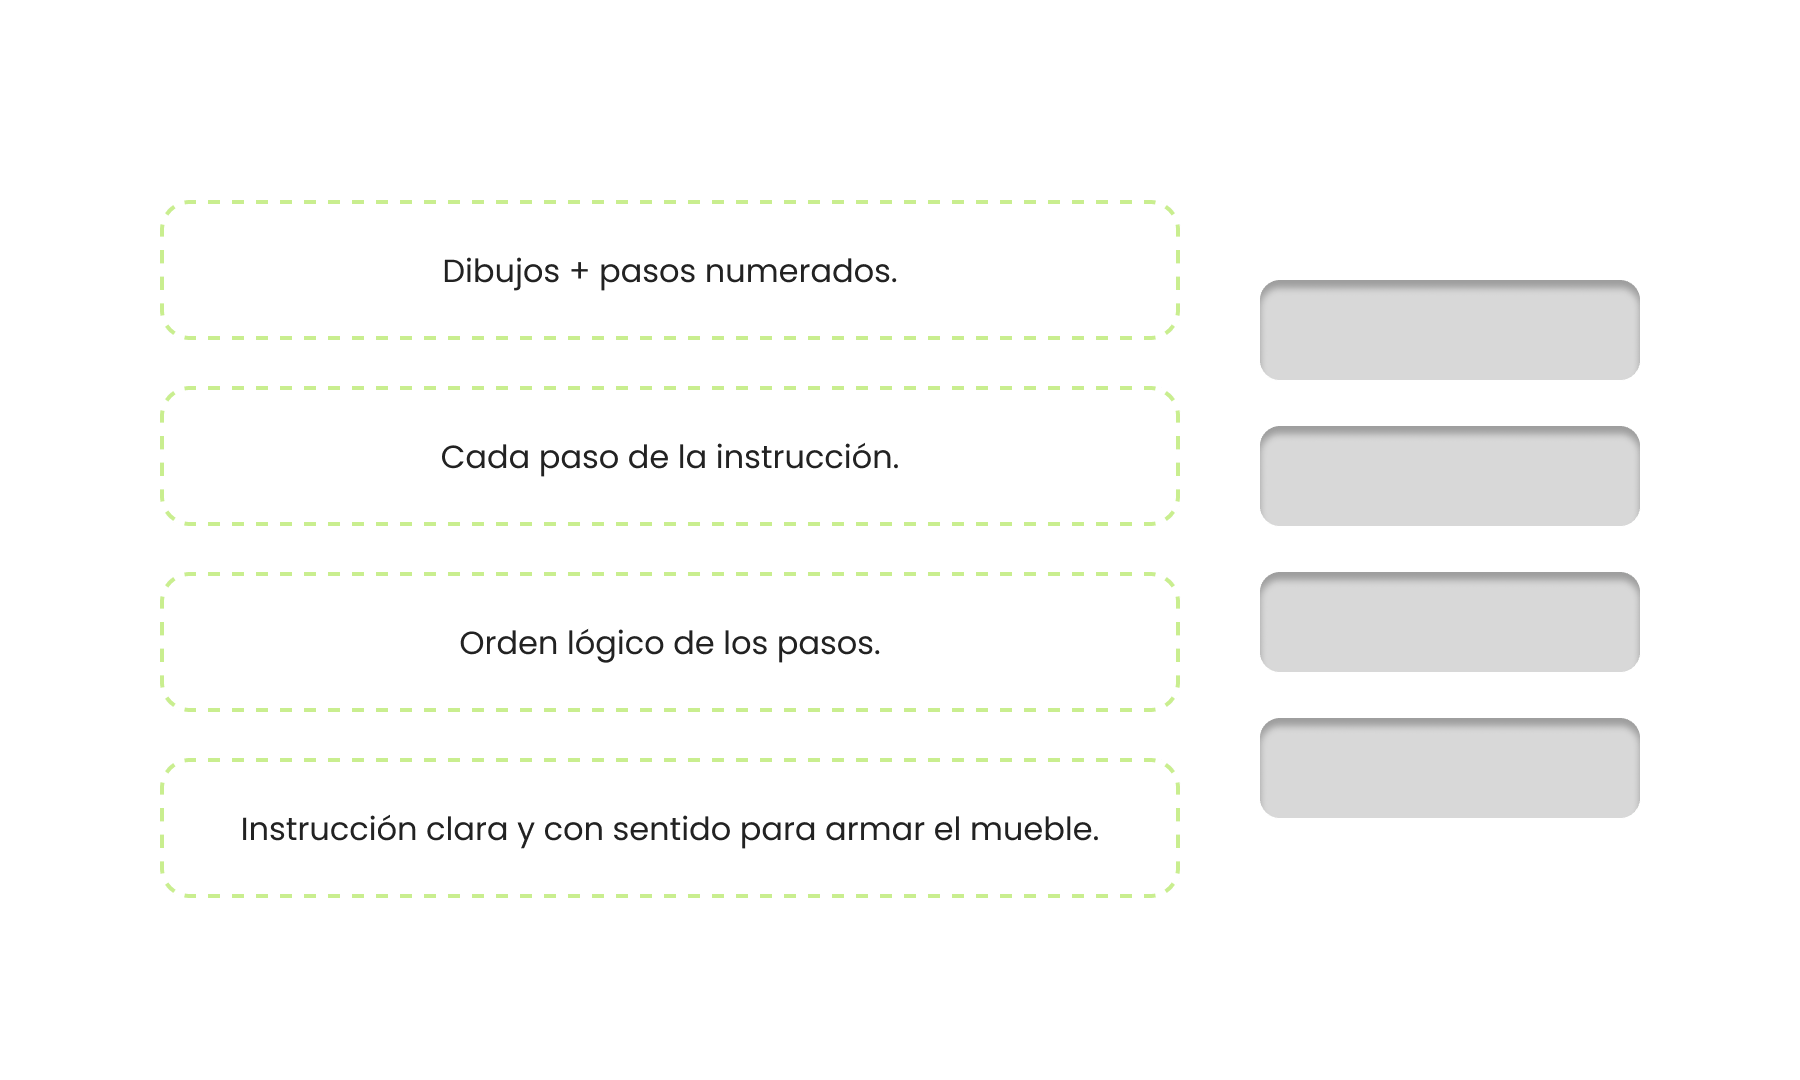 Dibujos + pasos numerados.
Cada paso de la instrucción.
Orden lógico de los pasos.
Instrucción clara y con sentido para armar el mueble.